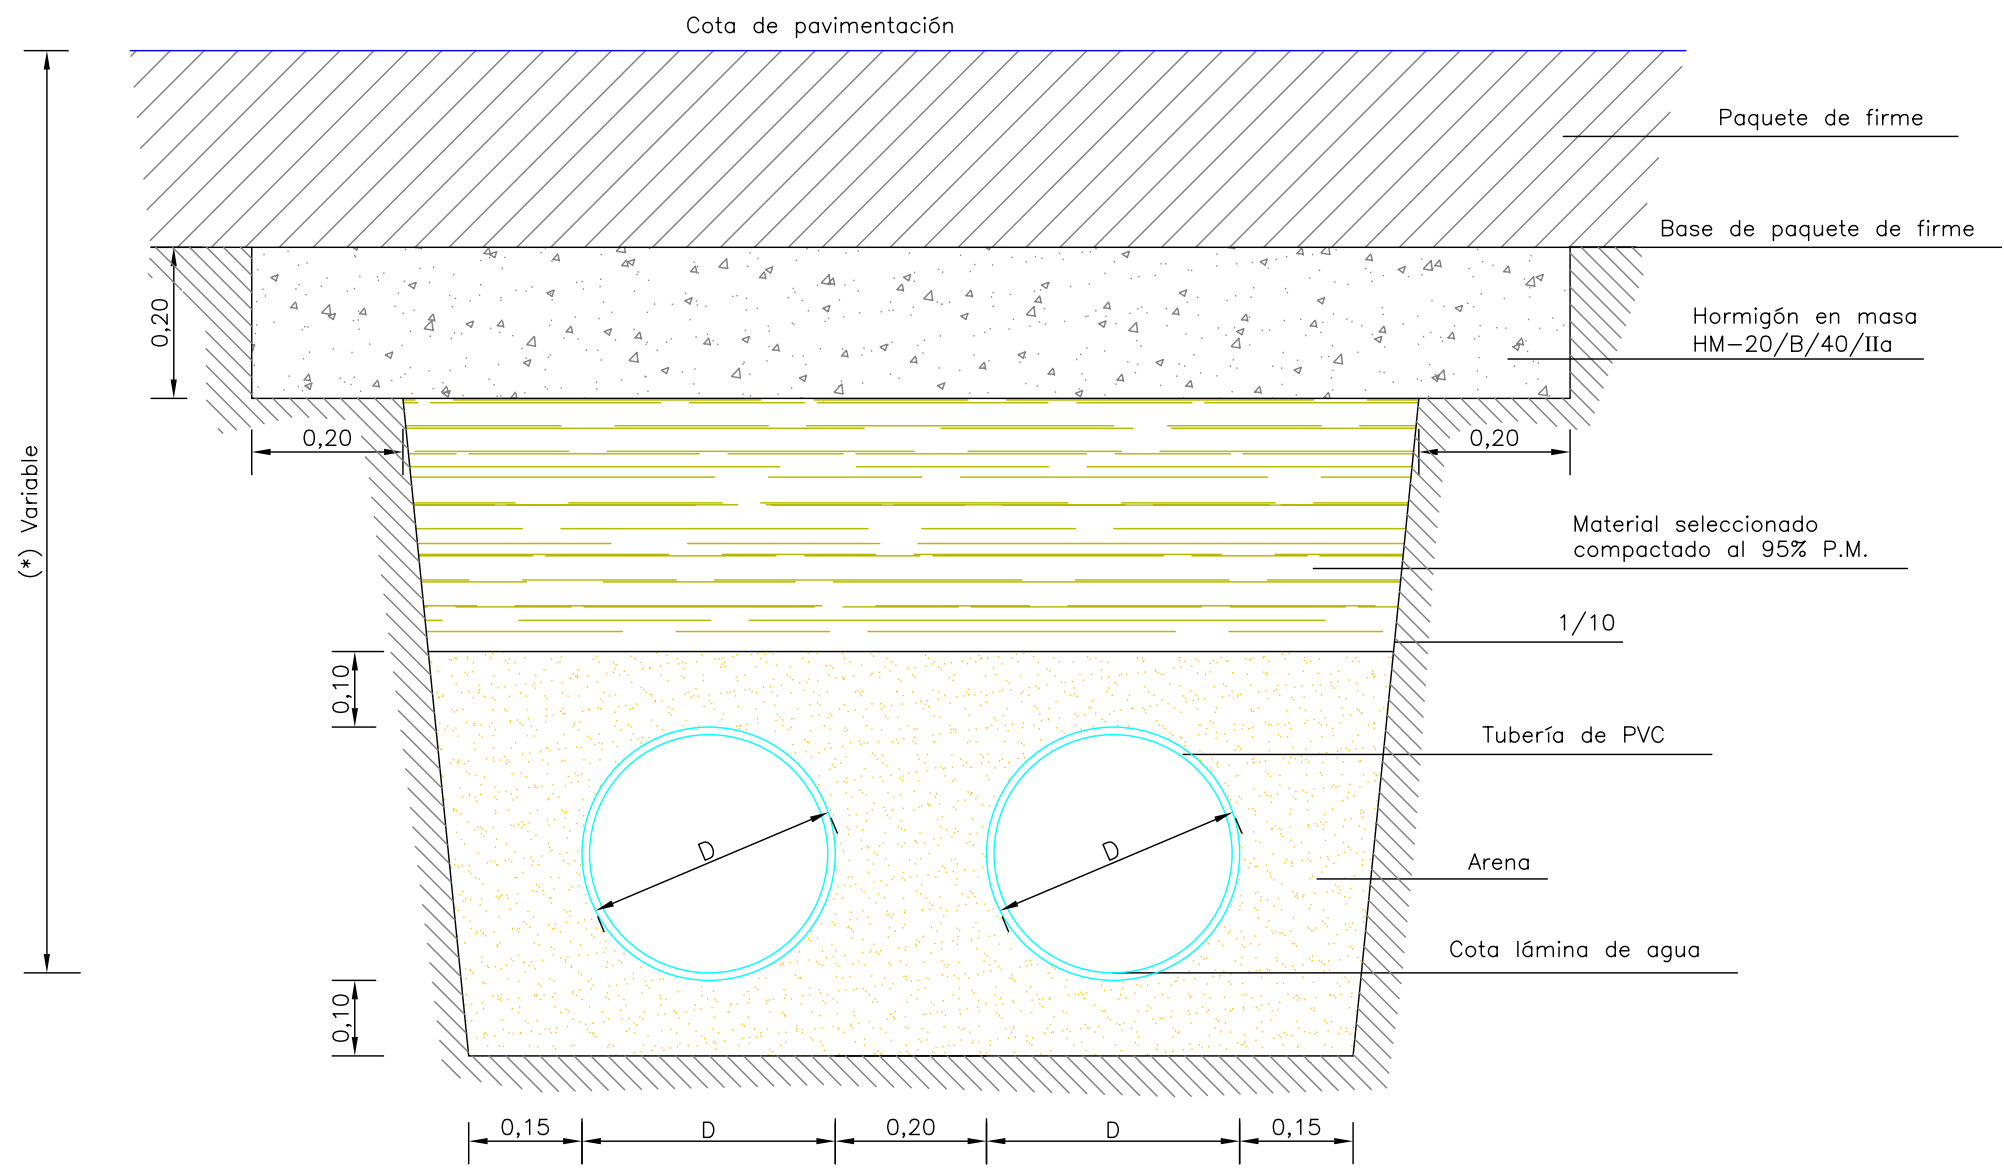 Cota de pavimentación
Paquete de firme
Base de paquete de firme
0,20
Hormigón en masa
HM-20/B/40/IIa
0,20
0,20
(*) Variable
Material seleccionado
compactado al 95% P.M.
1/10
0,10
Tubería de PVC
D
D
Arena
Cota lámina de agua
0,10
0,15
D
0,20
D
0,15